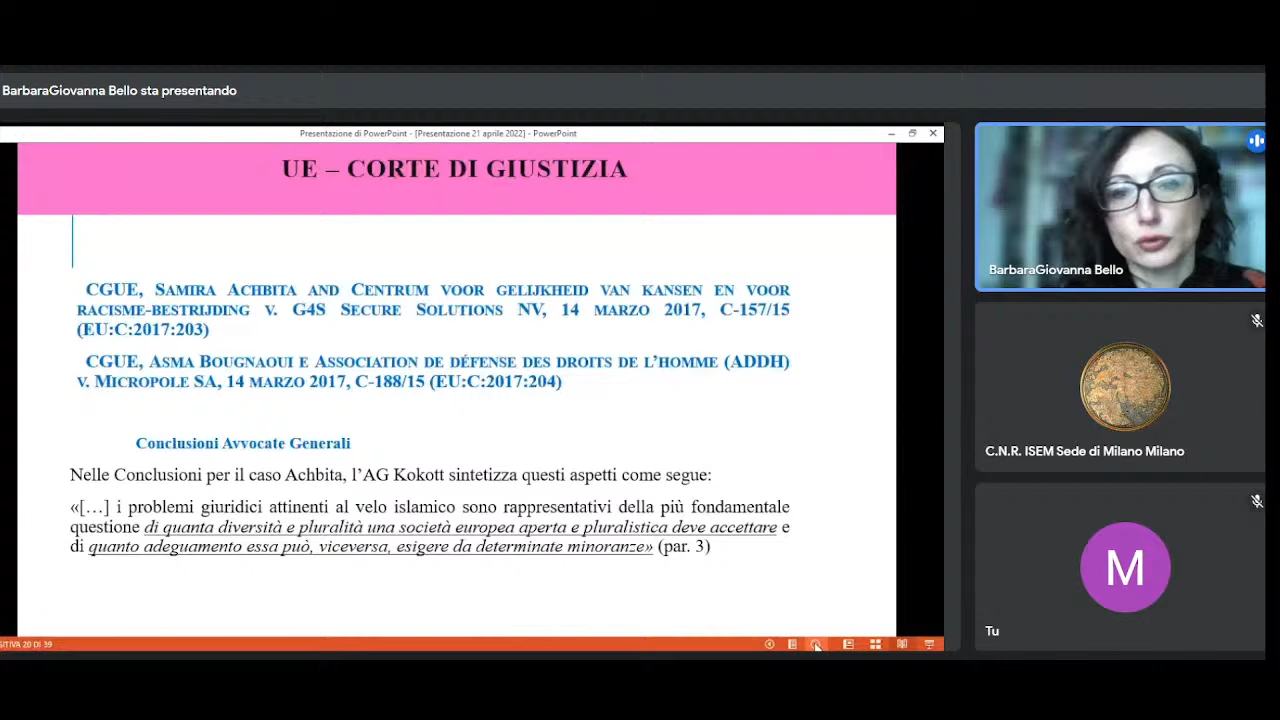 BarbaraGiovanna Bello sta presentando
Presentazione di PowerPoint - [Presentazione 21 aprile 2022] - PowerPoint
UE – CORTE DI GIUSTIZIA
CGUE, Samira Achbita and Centrum voor gelijkheid van kansen en voor
racisme-bestrijding v. G4S Secure Solutions NV, 14 marzo 2017, C-157/15
(EU:C:2017:203)
CGUE, Asma Bougnaoui e Association de défense des droits de l’homme (ADDH)
v. Micropole SA, 14 marzo 2017, C-188/15 (EU:C:2017:204)
Conclusioni Avvocate Generali
Nelle Conclusioni per il caso Achbita, l’AG Kokott sintetizza questi aspetti come segue:
«[…] i problemi giuridici attinenti al velo islamico sono rappresentativi della più fondamentale
questione di quanta diversità e pluralità una società europea aperta e pluralistica deve accettare e
di quanto adeguamento essa può, viceversa, esigere da determinate minoranze» (par. 3)
SITIVA 20 DI 39
BarbaraGiovanna Bello
C.N.R. ISEM Sede di Milano Milano
M
Tu